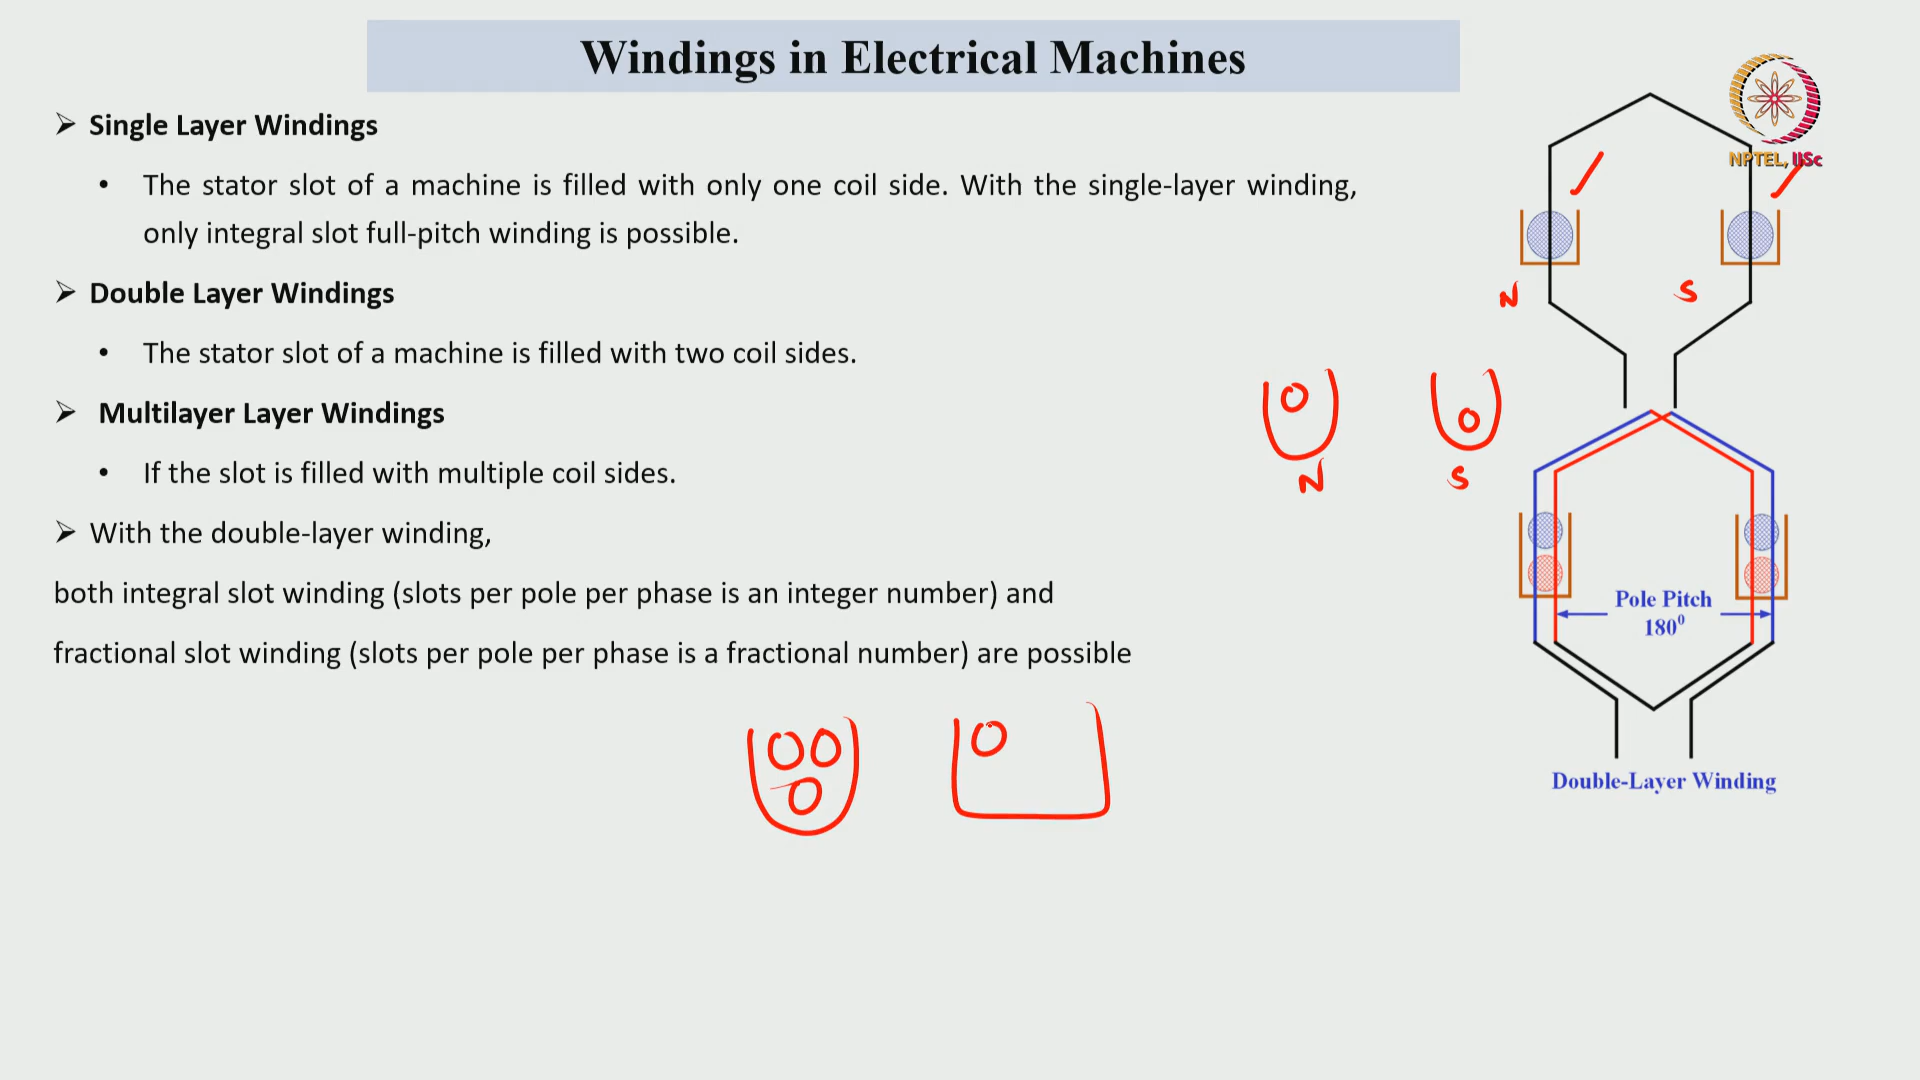 Windings in Electrical Machines
NPTEL, IISc
➢ Single Layer Windings
• The stator slot of a machine is filled with only one coil side. With the single-layer winding,
only integral slot full-pitch winding is possible.
➢ Double Layer Windings
• The stator slot of a machine is filled with two coil sides.
➢ Multilayer Layer Windings
• If the slot is filled with multiple coil sides.
➢ With the double-layer winding,
both integral slot winding (slots per pole per phase is an integer number) and
fractional slot winding (slots per pole per phase is a fractional number) are possible
N S
N S
Pole Pitch
180⁰
Double-Layer Winding